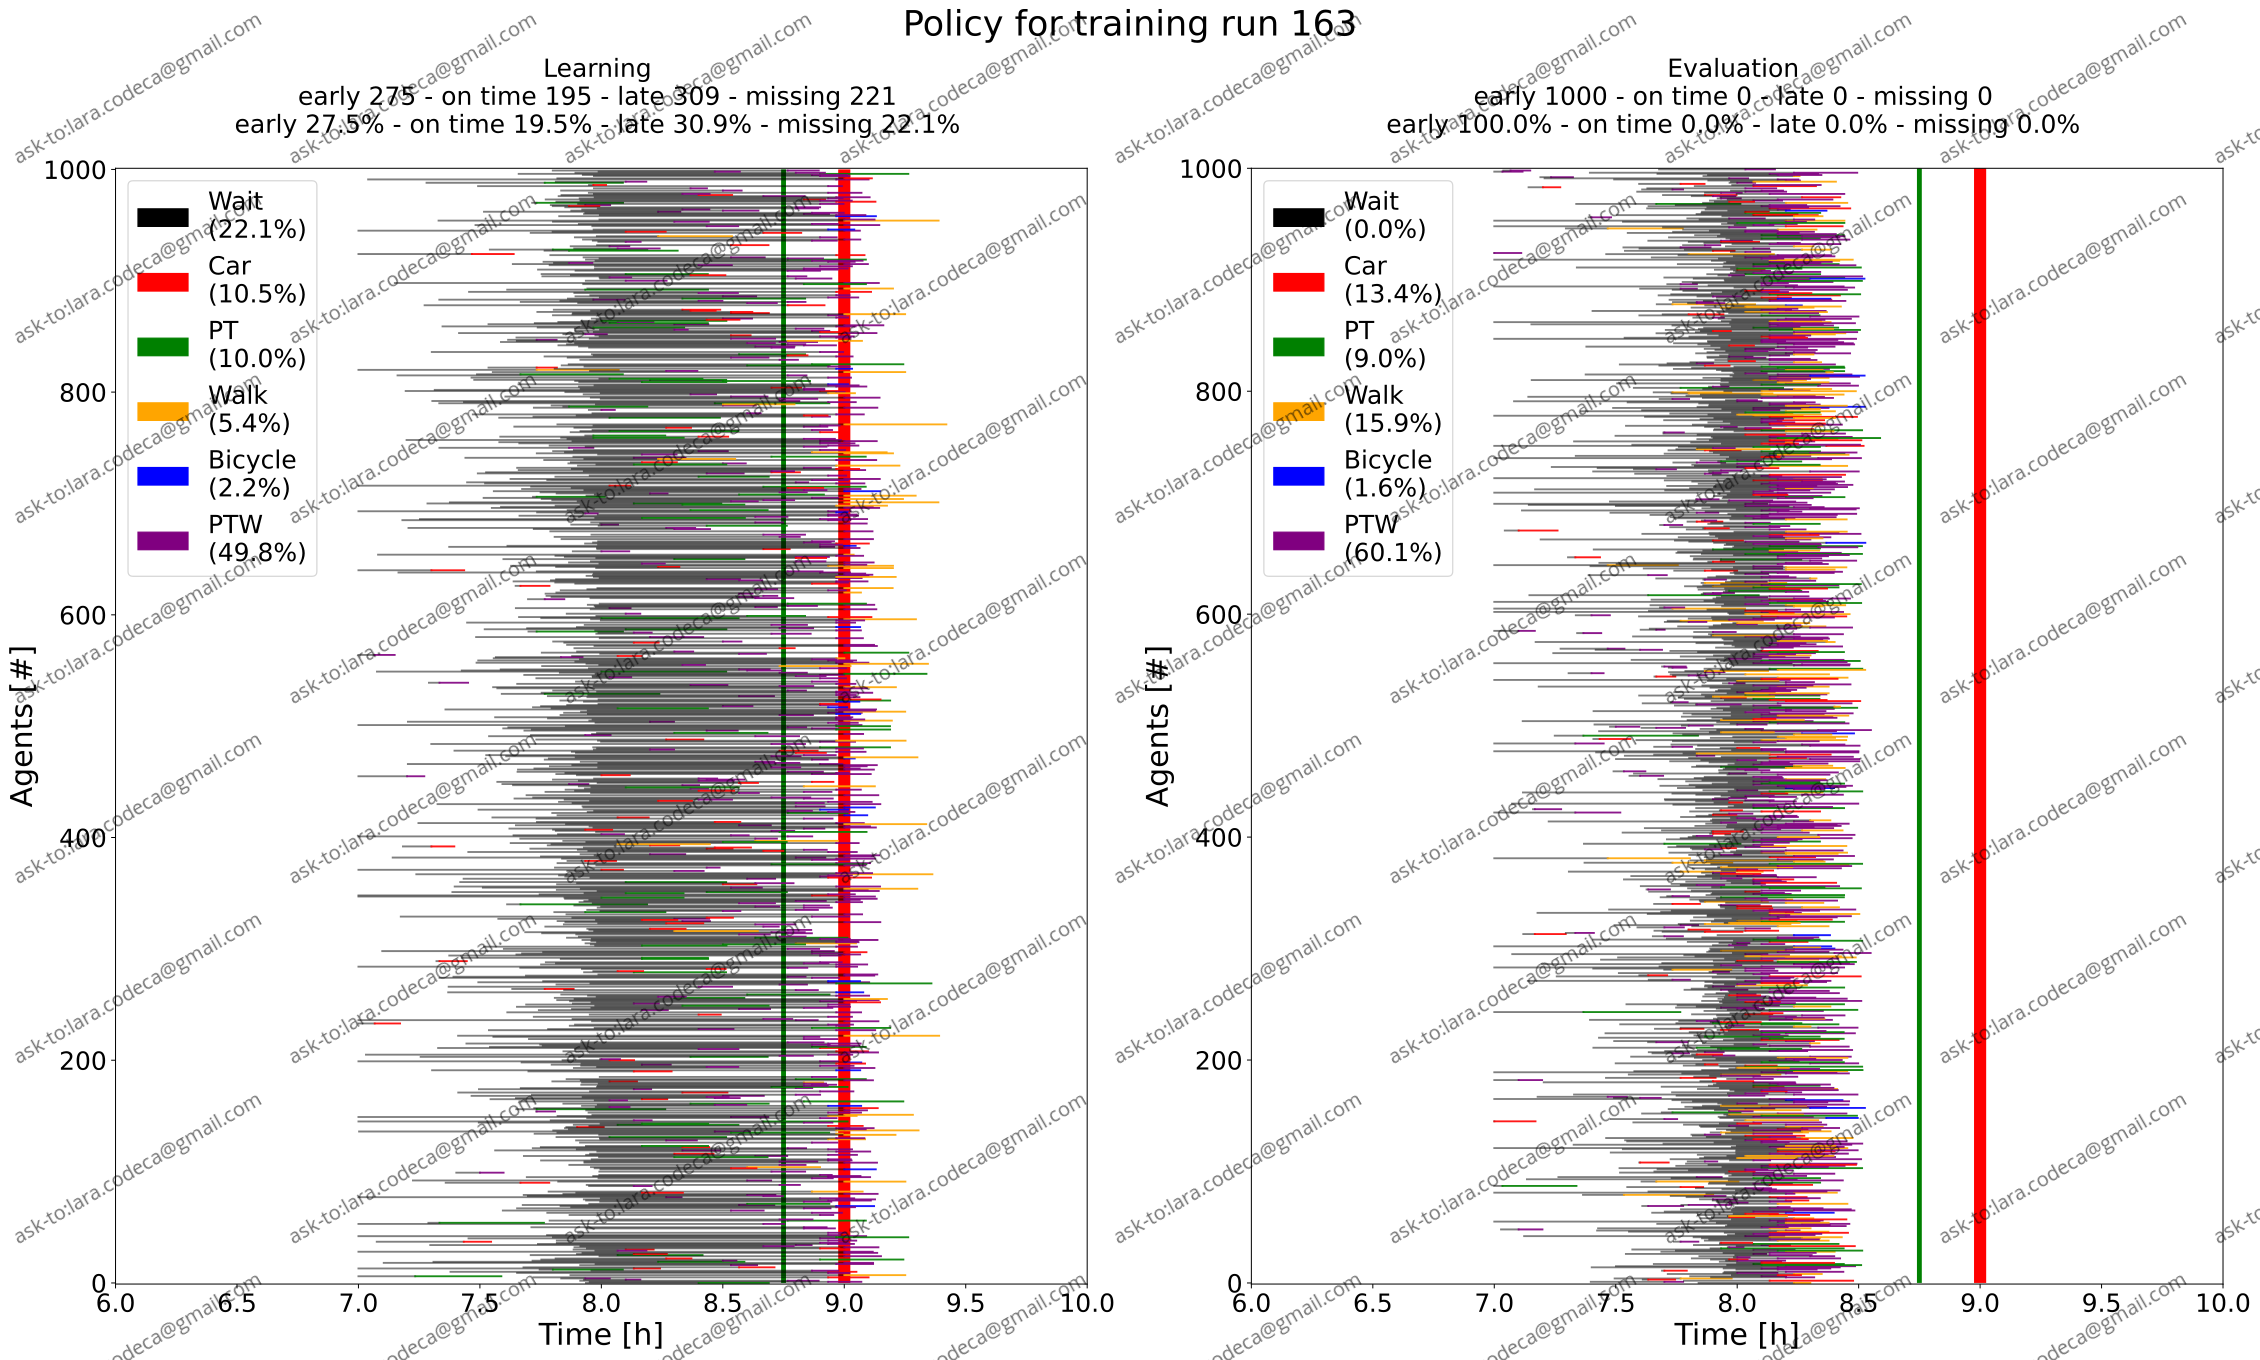 Policy for training run 163
Learning
early 275 - on time 195 - late 309 - missing 221
early 27.5% - on time 19.5% - late 30.9% - missing 22.1%
1000
800
600
400
200
0
Agents [#]
Wait
(22.1%)
Car
(10.5%)
PT
(10.0%)
Walk
(5.4%)
Bicycle
(2.2%)
PTW
(49.8%)
6.0 6.5 7.0 7.5 8.0 8.5 9.0 9.5 10.0
Time [h]
Evaluation
early 1000 - on time 0 - late 0 - missing 0
early 100.0% - on time 0.0% - late 0.0% - missing 0.0%
1000
800
600
400
200
0
Agents [#]
Wait
(0.0%)
Car
(13.4%)
PT
(9.0%)
Walk
(15.9%)
Bicycle
(1.6%)
PTW
(60.1%)
6.0 6.5 7.0 7.5 8.0 8.5 9.0 9.5 10.0
Time [h]
ask-to:lara.codeca@gmail.com